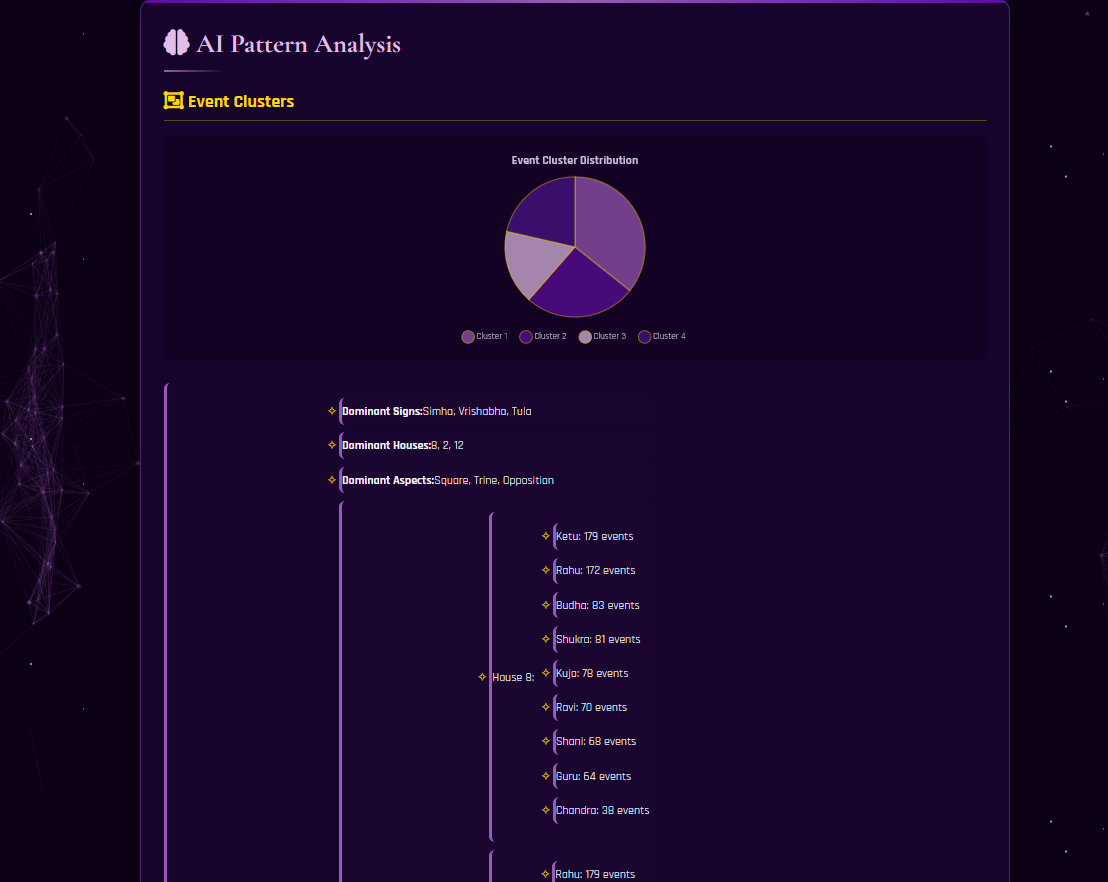 AI Pattern Analysis
Event Clusters
Event Cluster Distribution
Cluster 1 Cluster 2 Cluster 3 Cluster 4
Dominant Signs:Simha, Vrishabha, Tula
Dominant Houses:8, 2, 12
Dominant Aspects:Square, Trine, Opposition
House 8:
Ketu: 179 events
Rahu: 172 events
Budha: 83 events
Shukra: 81 events
Kuja: 78 events
Ravi: 70 events
Shani: 68 events
Guru: 64 events
Chandra: 38 events
Rahu: 179 events